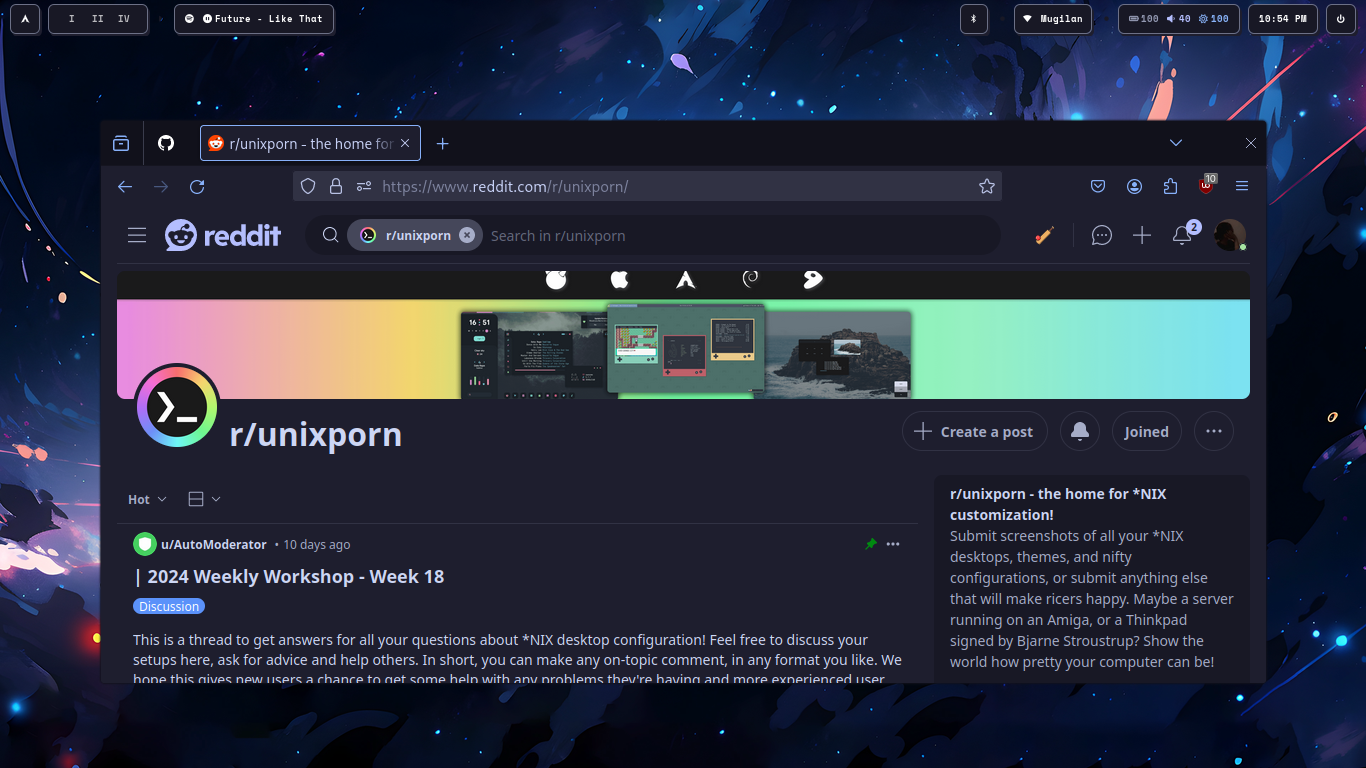 I II IV
Future - Like That
Mugilan
100 40 100
10:54 PM
r/unixporn - the home for
https://www.reddit.com/r/unixporn/
10
reddit
r/unixporn
Search in r/unixporn
2
16 51
r/unixporn
Create a post
Joined
Hot
u/AutoModerator • 10 days ago
| 2024 Weekly Workshop - Week 18
Discussion
This is a thread to get answers for all your questions about *NIX desktop configuration! Feel free to discuss your
setups here, ask for advice and help others. In short, you can make any on-topic comment, in any format you like. We
hope this gives new users a chance to get some help with any problems they're having and more experienced user
r/unixporn - the home for *NIX
customization!
Submit screenshots of all your *NIX
desktops, themes, and nifty
configurations, or submit anything else
that will make ricers happy. Maybe a server
running on an Amiga, or a Thinkpad
signed by Bjarne Stroustrup? Show the
world how pretty your computer can be!